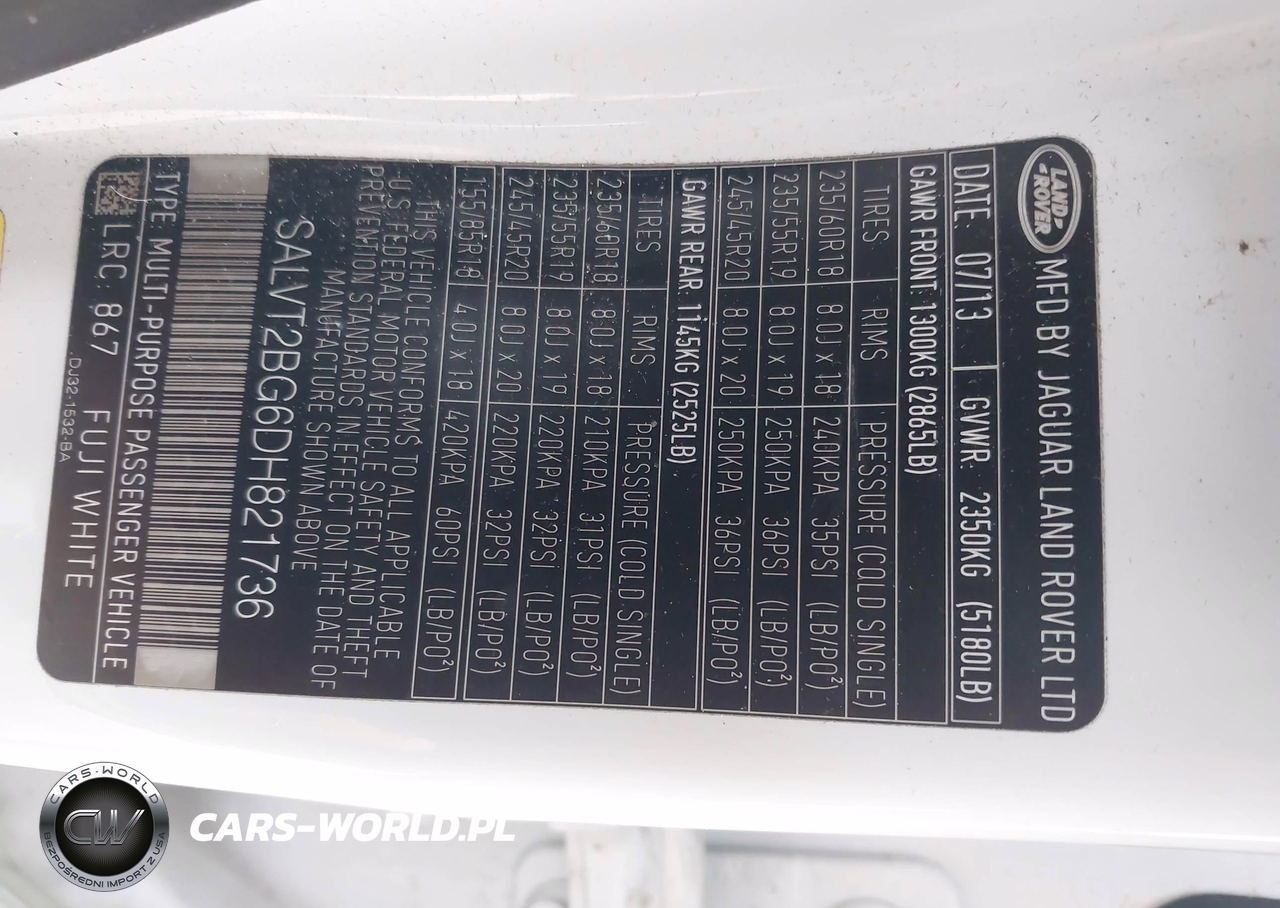 LAND
ROVER
MFD BY JAGUAR LAND ROVER LTD
DATE: 07/13 GVWR: 2350KG (5180LB)
GAWR FRONT: 1300KG (2865LB)
TIRES RIMS PRESSURE (COLD SINGLE)
235/60R18 8.0J x 18 240KPA 35PSI (LB/PO²)
235/55R19 8.0J x 19 250KPA 36PSI (LB/PO²)
245/45R20 8.0J x 20 250KPA 36PSI (LB/PO²)
GAWR REAR: 1145KG (2525LB)
TIRES RIMS PRESSURE (COLD SINGLE)
235/60R18 8.0J x 18 210KPA 31PSI (LB/PO²)
235/55R19 8.0J x 19 220KPA 32PSI (LB/PO²)
245/45R20 8.0J x 20 220KPA 32PSI (LB/PO²)
155/85R18 4.0J x 18 420KPA 60PSI (LB/PO²)
THIS VEHICLE CONFORMS TO ALL APPLICABLE
U.S. FEDERAL MOTOR VEHICLE SAFETY AND THEFT
PREVENTION STANDARDS IN EFFECT ON THE DATE OF
MANUFACTURE SHOWN ABOVE
SALVT2BG6DH821736
TYPE: MULTI-PURPOSE PASSENGER VEHICLE
LRC: 867 FUJI WHITE
DJ32-1532-BA
CARS-WORLD
CW
BEZPOŚREDNI IMPORT Z USA
CARS-WORLD.PL